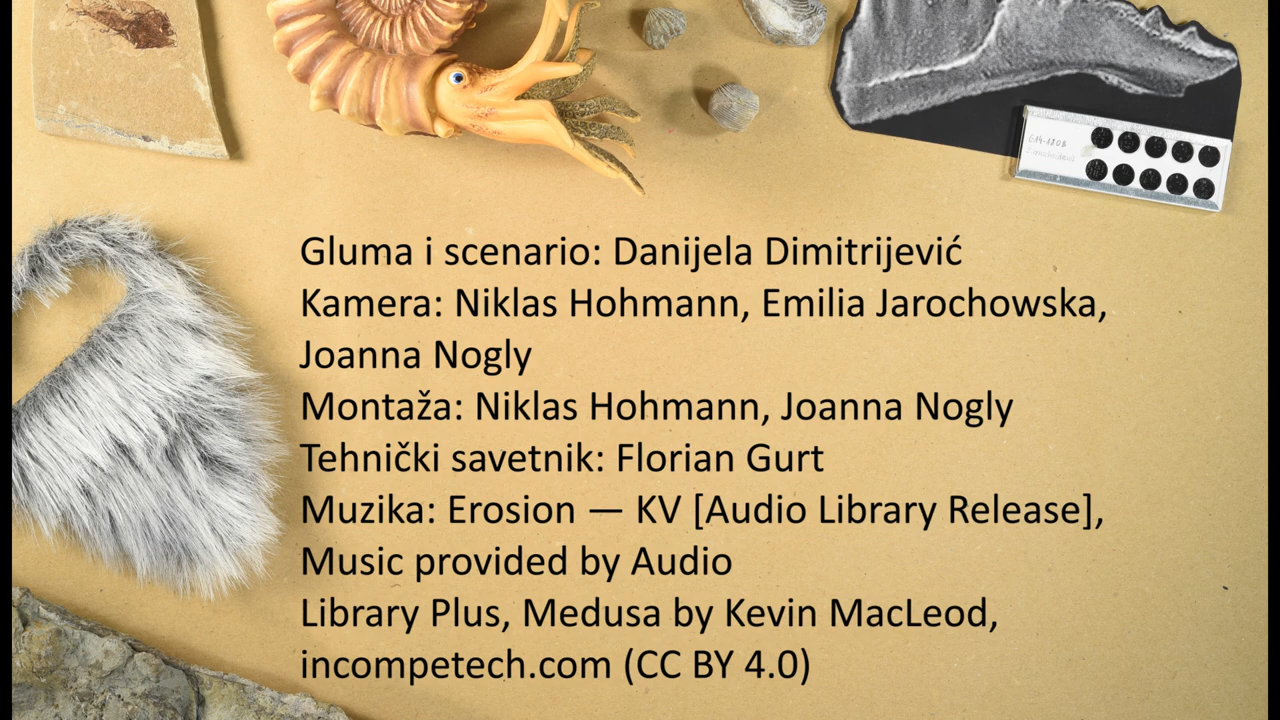 G14-180B
Gluma i scenario: Danijela Dimitrijević
Kamera: Niklas Hohmann, Emilia Jarochowska,
Joanna Nogly
Montaža: Niklas Hohmann, Joanna Nogly
Tehnički savetnik: Florian Gurt
Muzika: Erosion — KV [Audio Library Release],
Music provided by Audio
Library Plus, Medusa by Kevin MacLeod,
incompetech.com (CC BY 4.0)